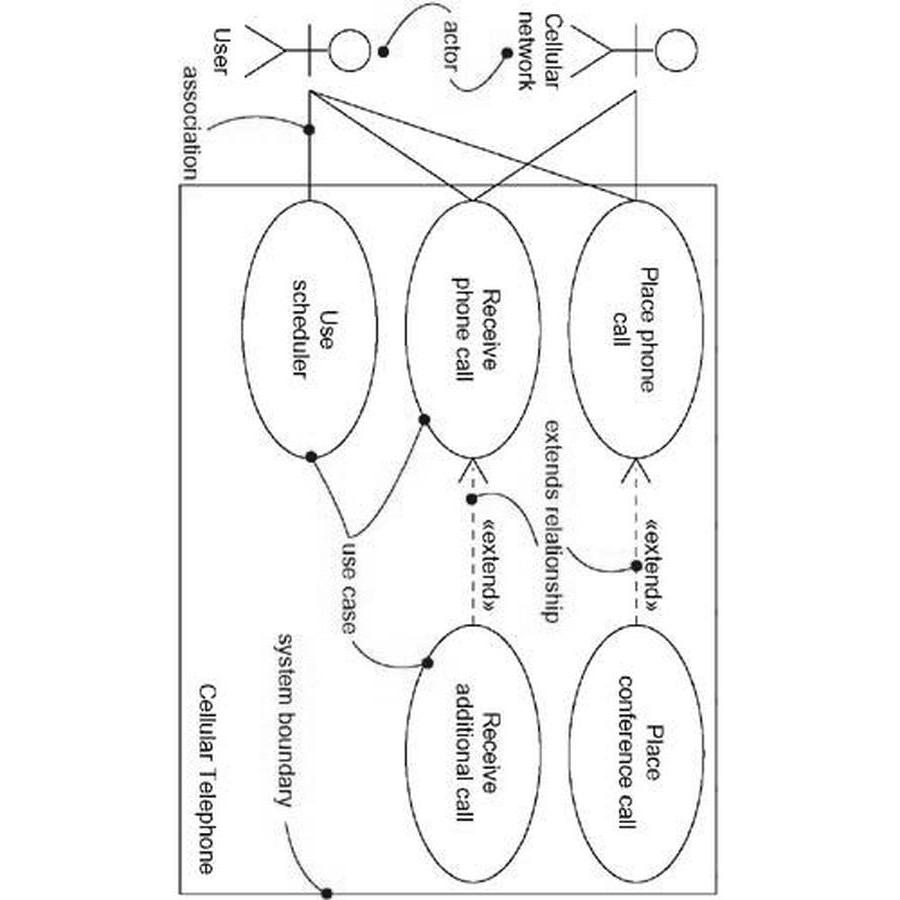 Cellular
network
actor
User
association
Place phone
call
Receive
phone call
Use
scheduler
extends relationship
«extend»
«extend»
use case
Place
conference call
Receive
additional call
system boundary
Cellular Telephone